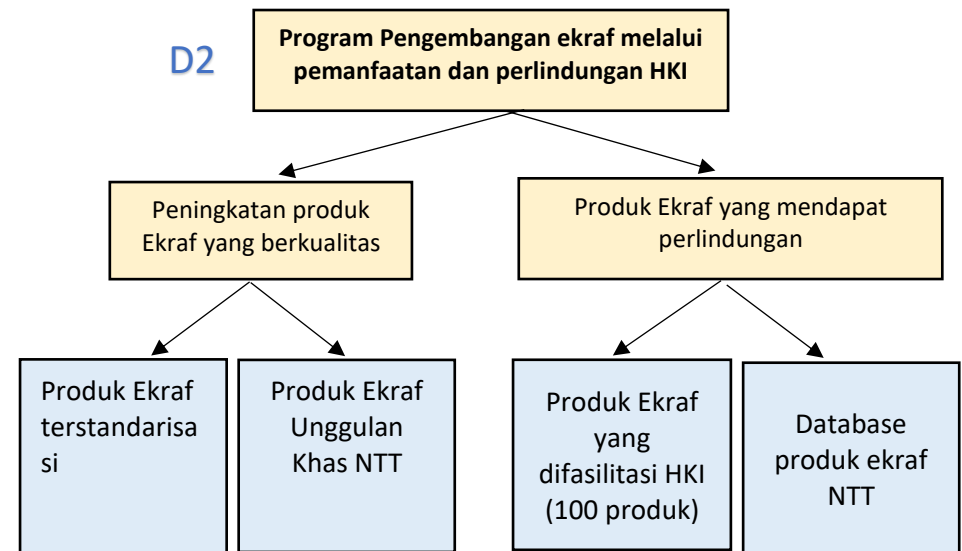 D2
Program Pengembangan ekraf melalui
pemanfaatan dan perlindungan HKI
Peningkatan produk
Ekraf yang berkualitas
Produk Ekraf yang mendapat
perlindungan
Produk Ekraf
terstandarisa
si
Produk Ekraf
Unggulan
Khas NTT
Produk Ekraf
yang
difasilitasi HKI
(100 produk)
Database
produk ekraf
NTT